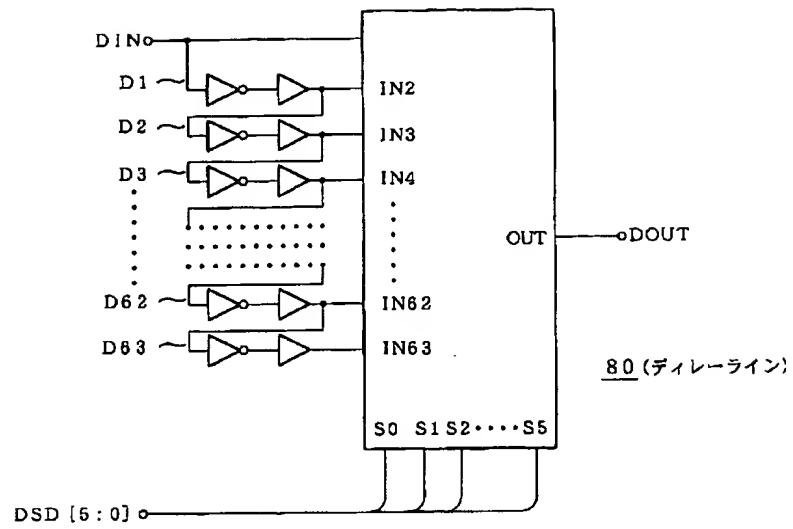 DIN
D1
IN2
D2
IN3
D3
IN4
OUT
DOUT
D62
IN62
D63
IN63
80 (ディレーライン)
S0 S1 S2・・・・S5
DSD [5:0]